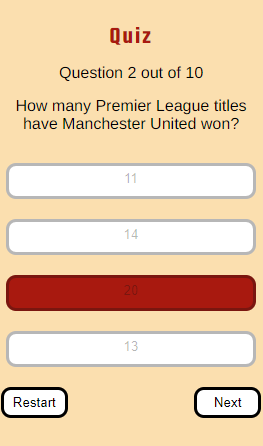 Quiz
Question 2 out of 10
How many Premier League titles
have Manchester United won?
11
14
20
13
Restart
Next